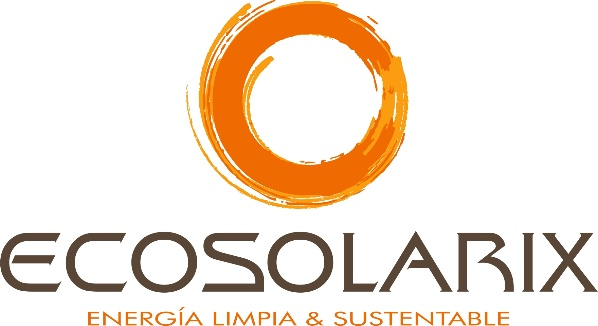 ECOSOLARIX
ENERGÍA LIMPIA & SUSTENTABLE